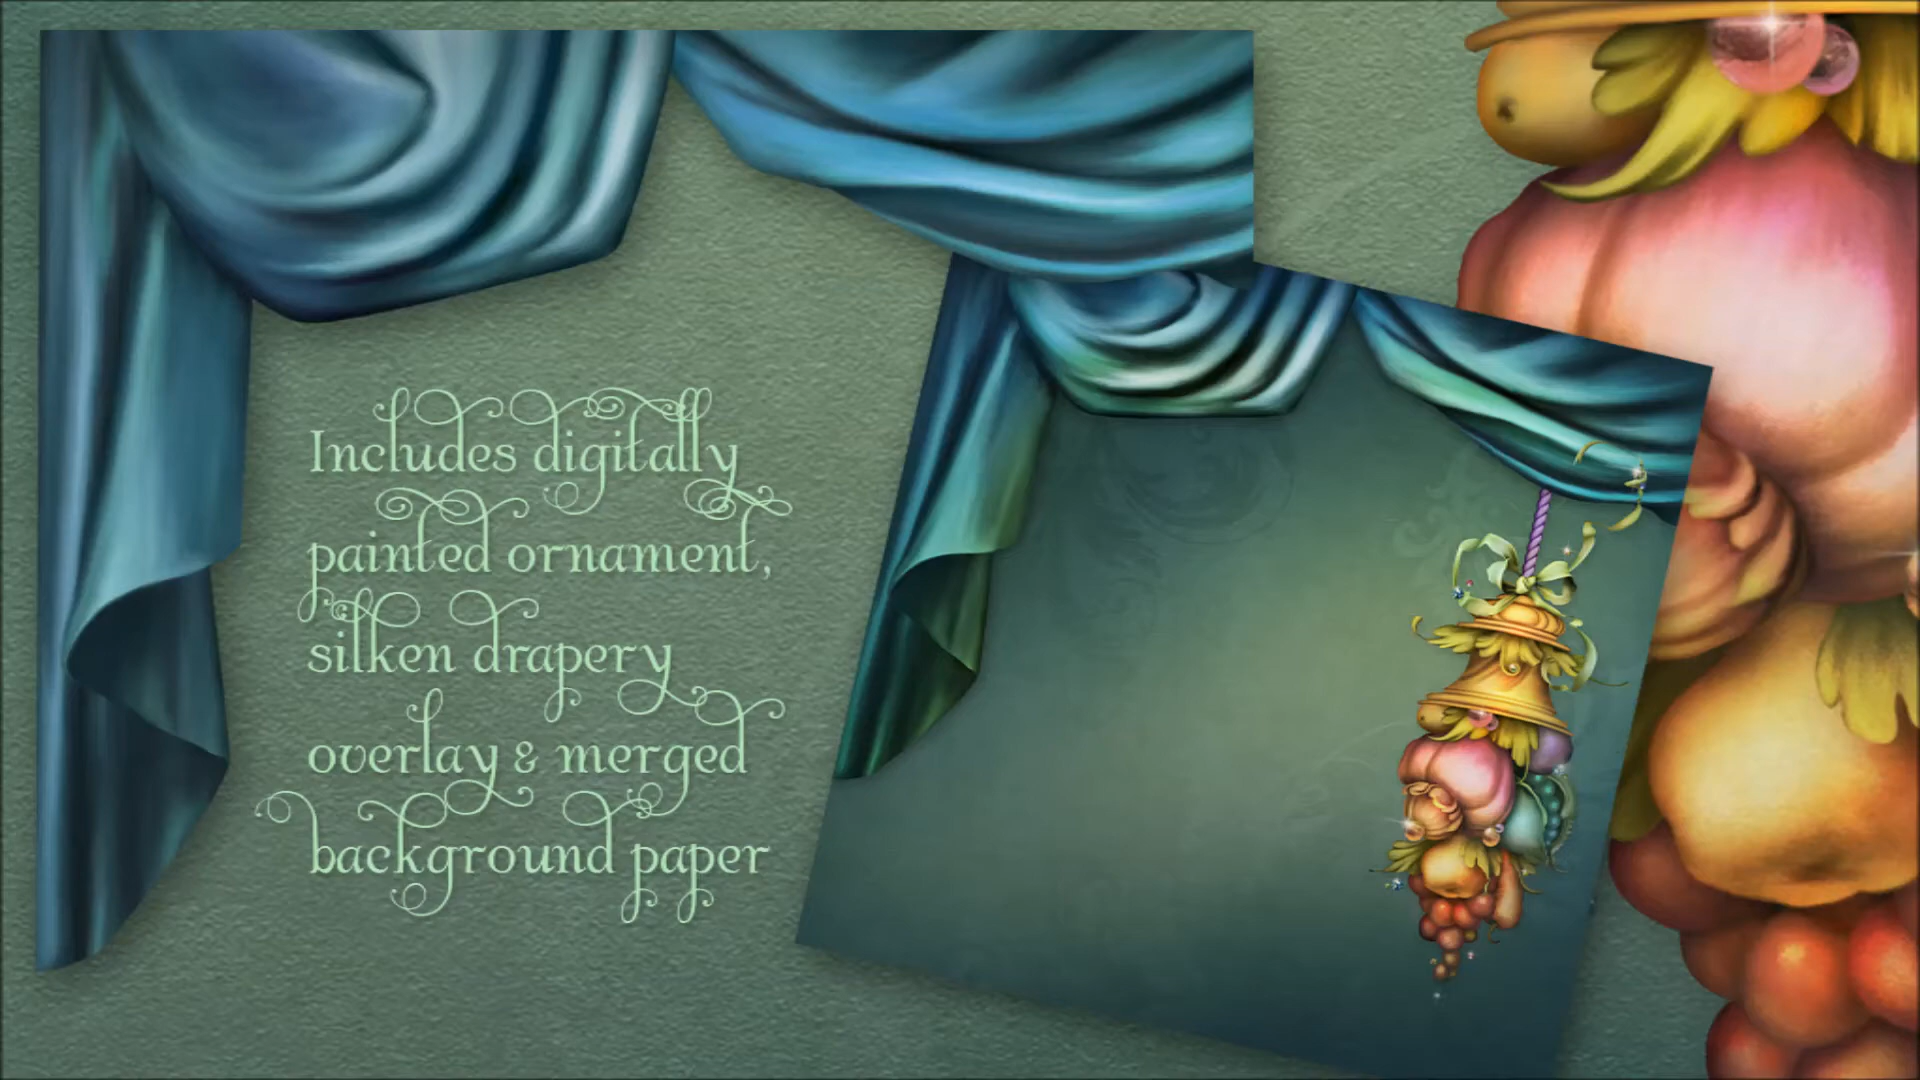 Includes digitally
painted ornament,
silken drapery
overlay & merged
background paper